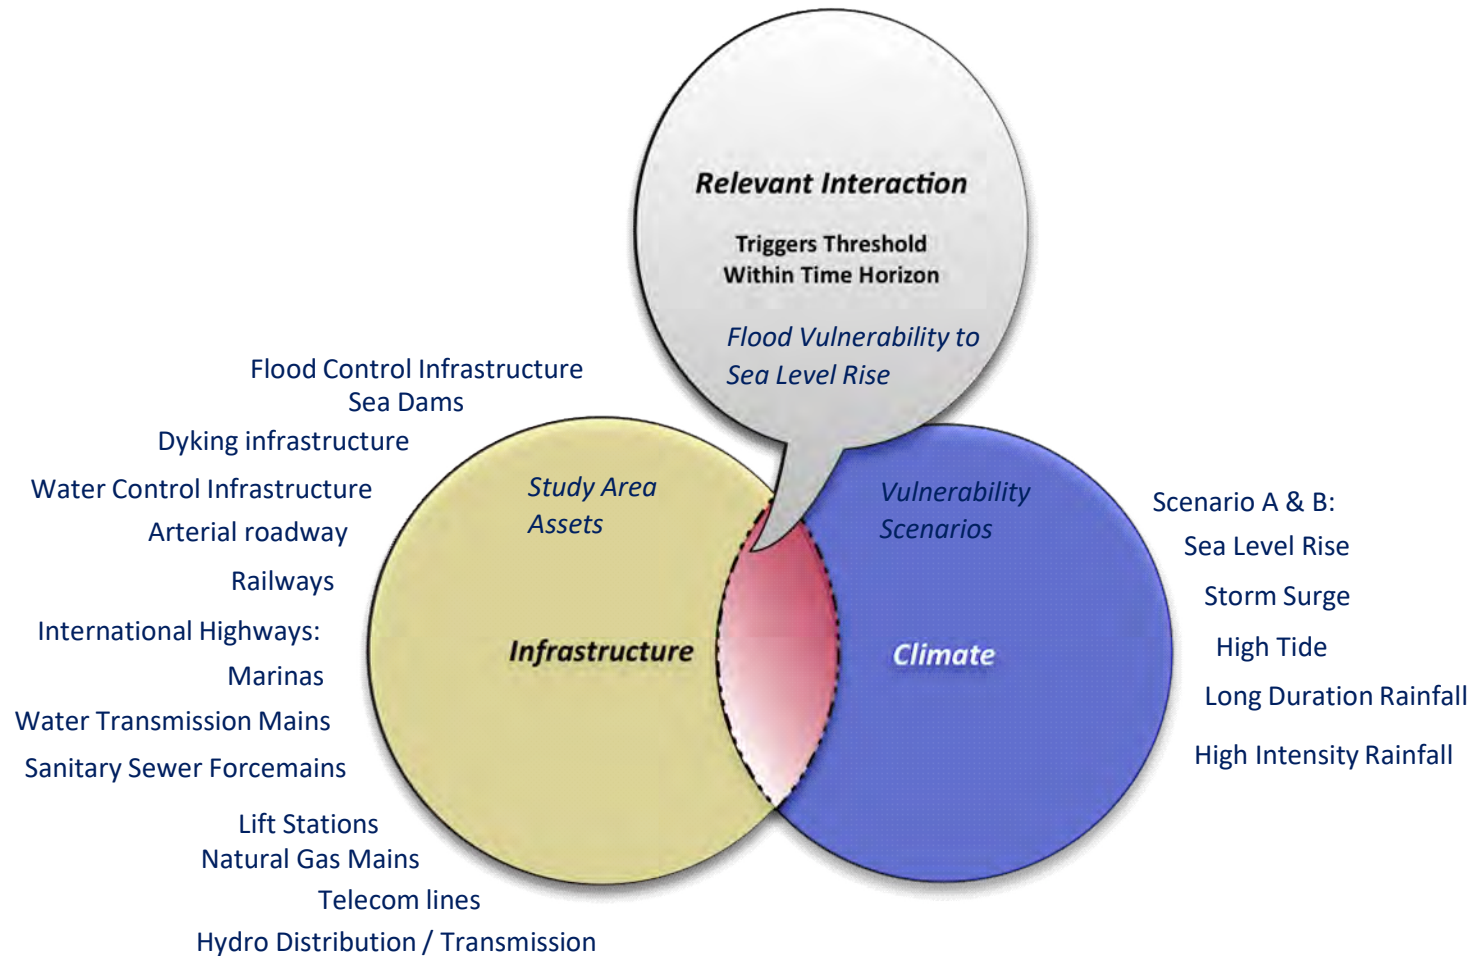 Relevant Interaction
Triggers Threshold
Within Time Horizon
Flood Vulnerability to
Sea Level Rise
Flood Control Infrastructure
Sea Dams
Dyking infrastructure
Water Control Infrastructure
Arterial roadway
Railways
International Highways:
Marinas
Water Transmission Mains
Sanitary Sewer Forcemains
Lift Stations
Natural Gas Mains
Telecom lines
Hydro Distribution / Transmission
Study Area
Assets
Infrastructure
Vulnerability
Scenarios
Climate
Scenario A & B:
Sea Level Rise
Storm Surge
High Tide
Long Duration Rainfall
High Intensity Rainfall